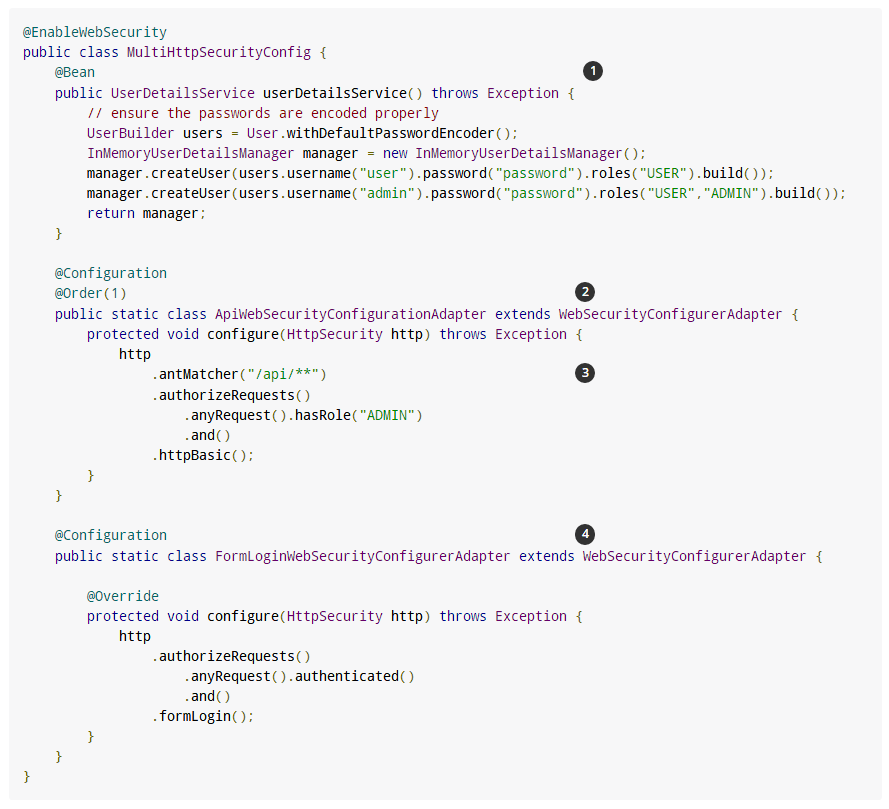 @EnableWebSecurity
public class MultiHttpSecurityConfig {
    @Bean 1
    public UserDetailsService userDetailsService() throws Exception {
        // ensure the passwords are encoded properly
        UserBuilder users = User.withDefaultPasswordEncoder();
        InMemoryUserDetailsManager manager = new InMemoryUserDetailsManager();
        manager.createUser(users.username("user").password("password").roles("USER").build());
        manager.createUser(users.username("admin").password("password").roles("USER","ADMIN").build());
        return manager;
    }
    @Configuration
    @Order(1) 2
    public static class ApiWebSecurityConfigurationAdapter extends WebSecurityConfigurerAdapter {
        protected void configure(HttpSecurity http) throws Exception {
            http
                .antMatcher("/api/**") 3
                .authorizeRequests()
                    .anyRequest().hasRole("ADMIN")
                    .and()
                .httpBasic();
        }
    }
    @Configuration 4
    public static class FormLoginWebSecurityConfigurerAdapter extends WebSecurityConfigurerAdapter {
        @Override
        protected void configure(HttpSecurity http) throws Exception {
            http
                .authorizeRequests()
                    .anyRequest().authenticated()
                    .and()
                .formLogin();
        }
    }
}